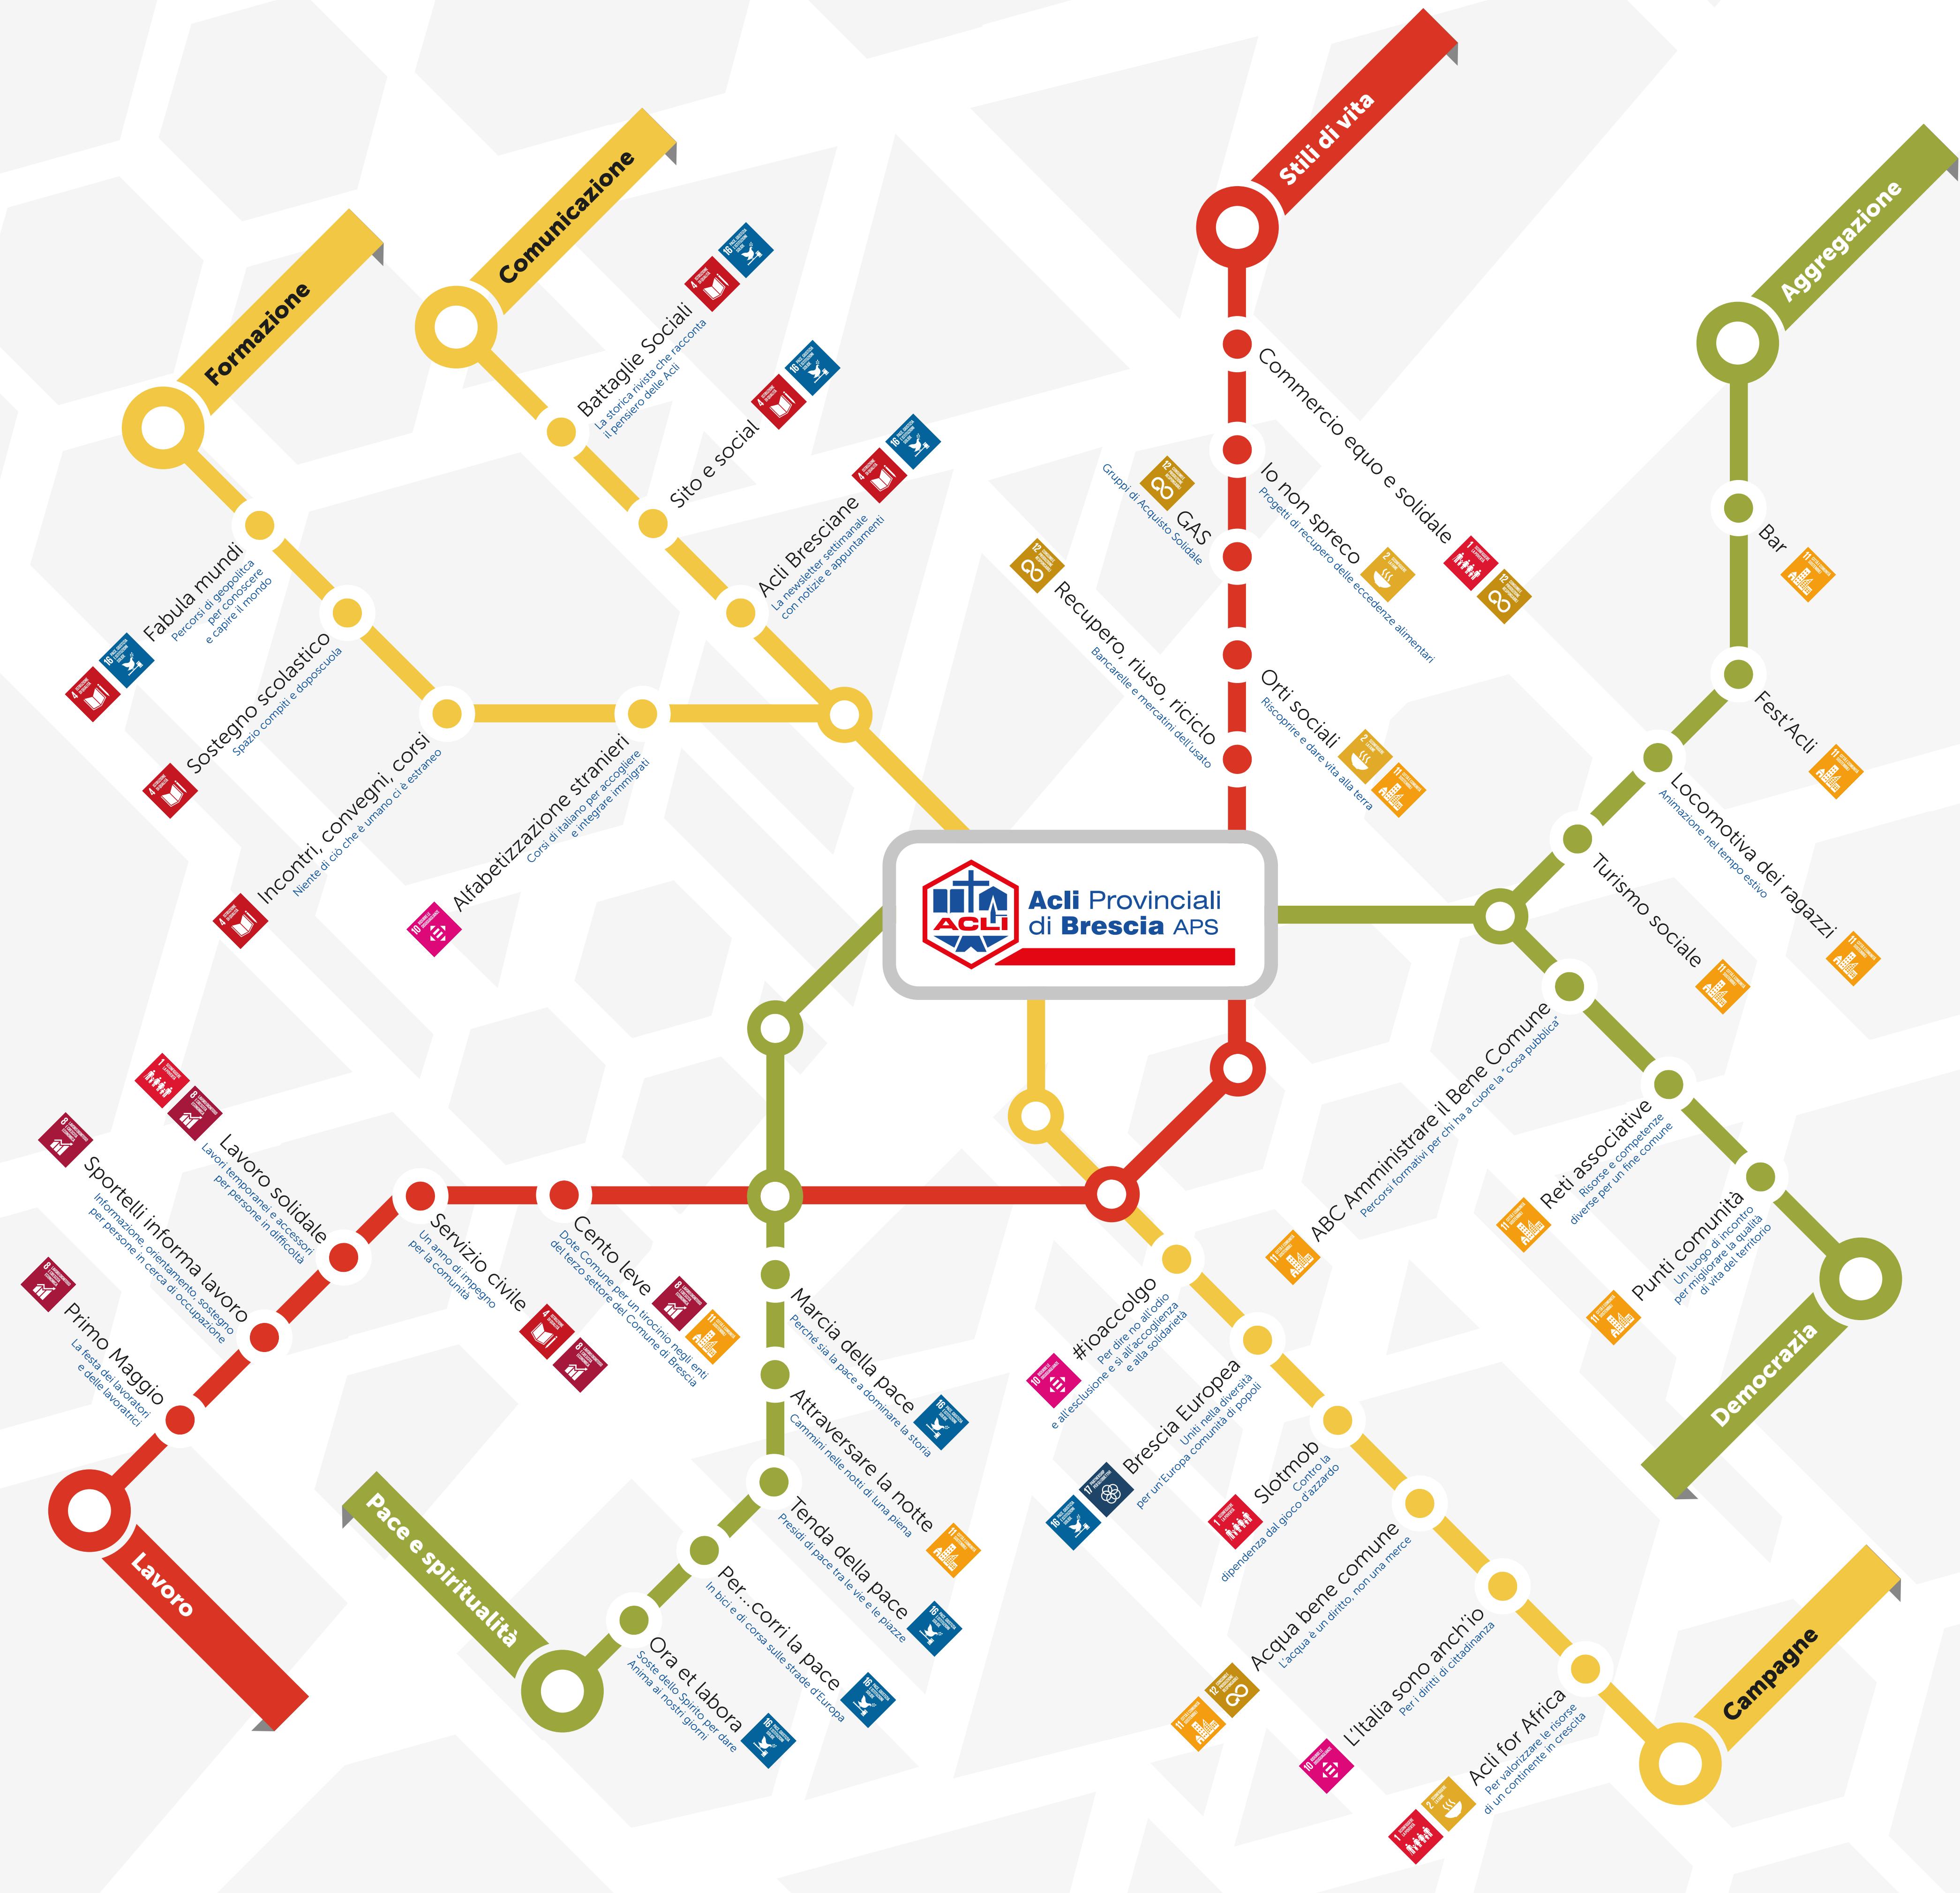 Formazione
Fabula mundi
Percorsi di geopolitca
per conoscere
e capire il mondo
Sostegno scolastico
Spazio compiti e doposcuola
Incontri, convegni, corsi
Niente di ciò che è umano ci è estraneo
Alfabetizzazione stranieri
Corsi di italiano per accogliere
e integrare immigrati
Comunicazione
Battaglie Sociali
La storica rivista che racconta
il pensiero delle Acli
Sito e social
Acli Bresciane
La newsletter settimanale
con notizie e appuntamenti
Stili di vita
Commercio equo e solidale
Io non spreco
Progetti di recupero delle eccedenze alimentari
GAS
Gruppi di Acquisto Solidale
Orti sociali
Riscoprire e dare vita alla terra
Recupero, riuso, riciclo
Bancarelle e mercatini dell'usato
Aggregazione
Bar
Fest'Acli
Locomotiva dei ragazzi
Animazione nel tempo estivo
Turismo sociale
ACLI
Acli Provinciali
di Brescia APS
ABC Amministrare il Bene Comune
Percorsi formativi per chi ha a cuore la "cosa pubblica"
Reti associative
Risorse e competenze
diverse per un fine comune
Punti comunità
Un luogo di incontro
per migliorare la qualità
di vita del territorio
Democrazia
Lavoro solidale
Lavori temporanei e accessori
per persone in difficoltà
Sportelli informa lavoro
Informazione, orientamento, sostegno
per persone in cerca di occupazione
Primo Maggio
La festa dei lavoratori
e delle lavoratrici
Servizio civile
Un anno di impegno
per la comunità
Cento leve
Dote Comune per un tirocinio negli enti
del terzo settore del Comune di Brescia
Lavoro
Marcia della pace
Perché sia la pace a dominare la storia
Attraversare la notte
Cammini nelle notti di luna piena
Tenda della pace
Presidi di pace tra le vie e le piazze
Per...corri la pace
In bici e di corsa sulle strade d'Europa
Ora et labora
Soste dello Spirito per dare
Anima ai nostri giorni
Pace e spiritualità
#ioaccolgo
Per dire no all'odio
e all'esclusione e si all'accoglienza
e alla solidarietà
Brescia Europea
Uniti nella diversità
per un'Europa comunità di popoli
Slotmob
Contro la
dipendenza dal gioco d'azzardo
Acqua bene comune
L'acqua è un diritto, non una merce
L'Italia sono anch'io
Per i diritti di cittadinanza
Acli for Africa
Per valorizzare le risorse
di un continente in crescita
Campagne